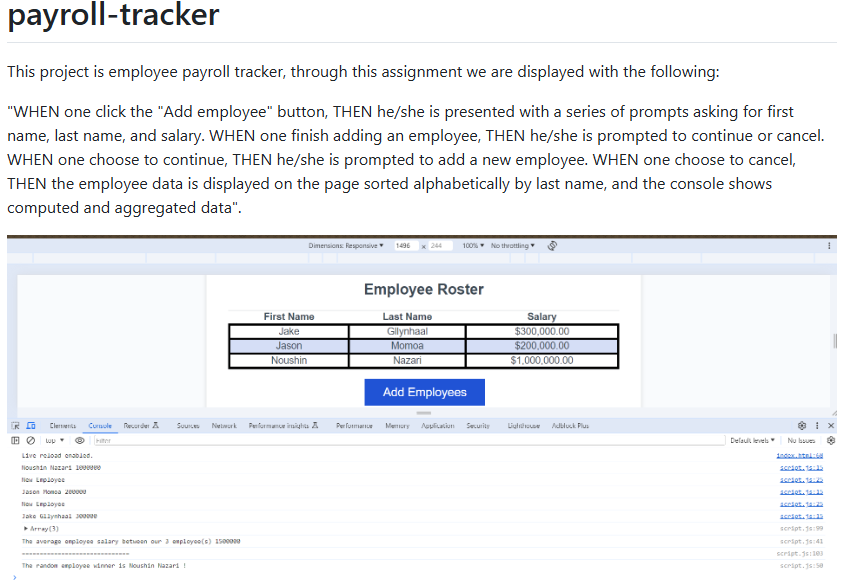 payroll-tracker
This project is employee payroll tracker, through this assignment we are displayed with the following:
"WHEN one click the "Add employee" button, THEN he/she is presented with a series of prompts asking for first
name, last name, and salary. WHEN one finish adding an employee, THEN he/she is prompted to continue or cancel.
WHEN one choose to continue, THEN he/she is prompted to add a new employee. WHEN one choose to cancel,
THEN the employee data is displayed on the page sorted alphabetically by last name, and the console shows
computed and aggregated data".
Dimensions: Responsive ▼ 1496 x 244 100% ▼ No throttling ▼
Employee Roster
First Name Last Name Salary
Jake Gllynhaal $300,000.00
Jason Momoa $200,000.00
Noushin Nazari $1,000,000.00
Add Employees
Elements Console Recorder Sources Network Performance insights Performance Memory Application Security Lighthouse Adblock Plus
top ▼ Filter Default levels ▼ No Issues
Live reload enabled. index.html:68
Noushin Nazari 1000000 script.js:15
New Employee script.js:25
Jason Momoa 200000 script.js:15
New Employee script.js:25
Jake Gllynhaal 300000 script.js:15
▶ Array(3) script.js:99
The average employee salary between our 3 employee(s) 1500000 script.js:41
============================== script.js:103
The random employee winner is Noushin Nazari ! script.js:50